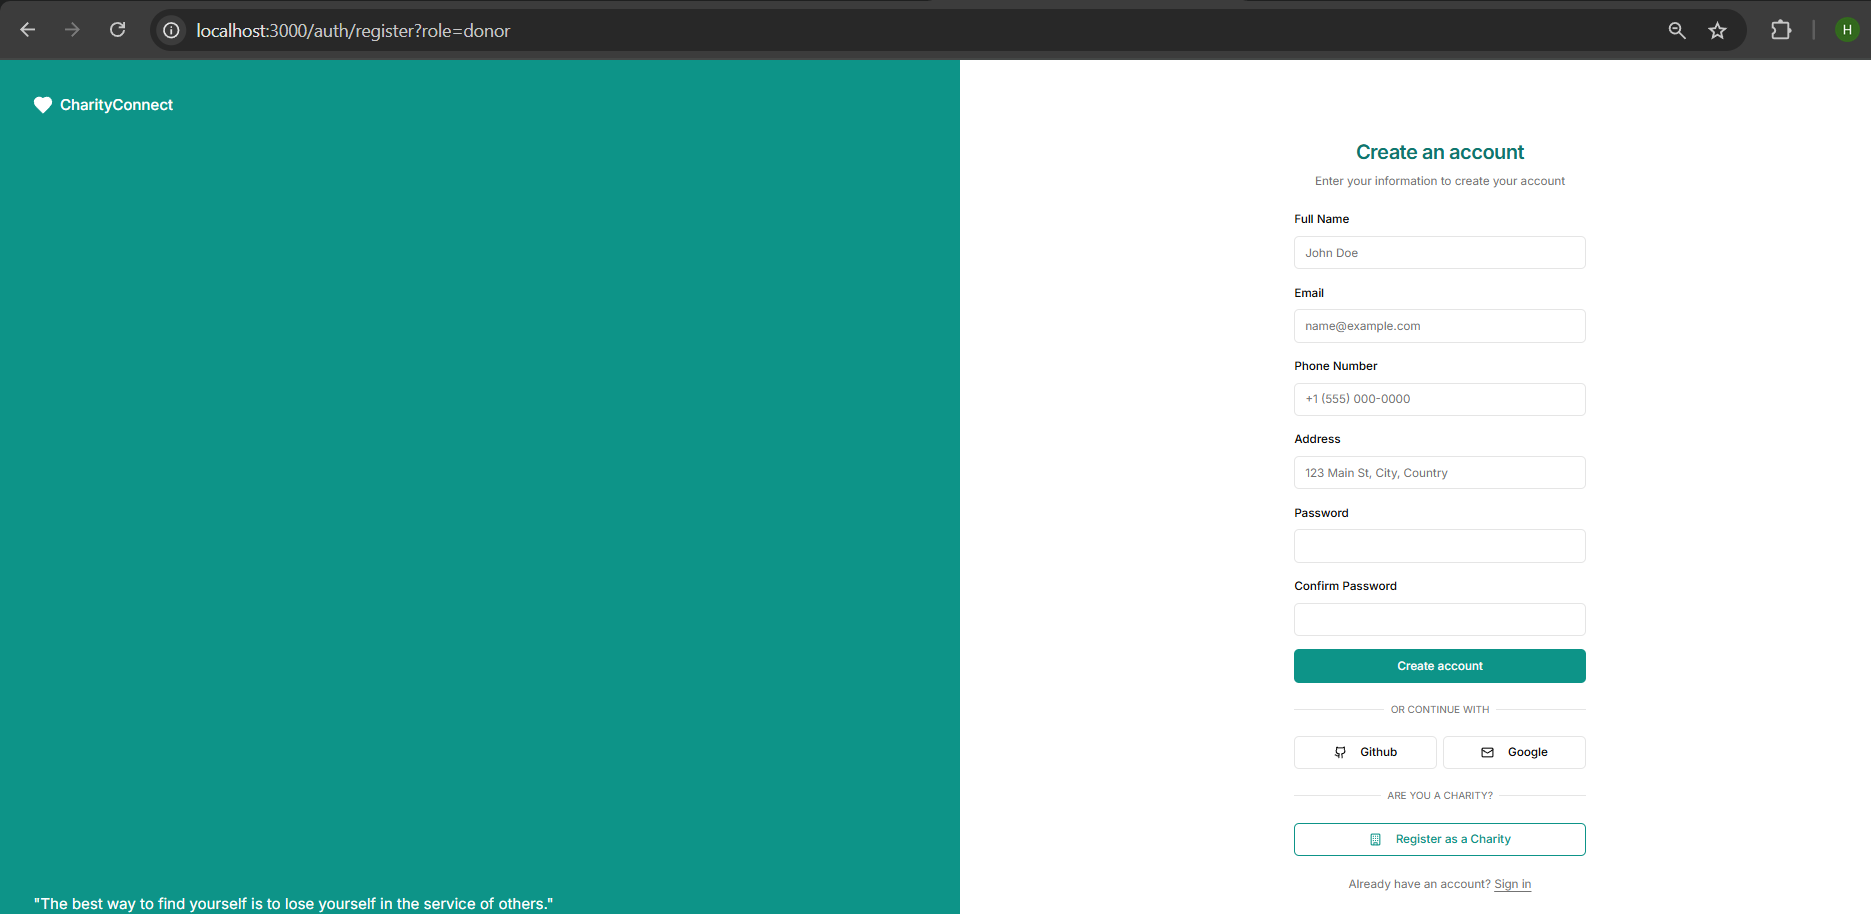 localhost:3000/auth/register?role=donor
H
CharityConnect
"The best way to find yourself is to lose yourself in the service of others."
Create an account
Enter your information to create your account
Full Name
John Doe
Email
name@example.com
Phone Number
+1 (555) 000-0000
Address
123 Main St, City, Country
Password
Confirm Password
Create account
OR CONTINUE WITH
Github
Google
ARE YOU A CHARITY?
Register as a Charity
Already have an account? Sign in